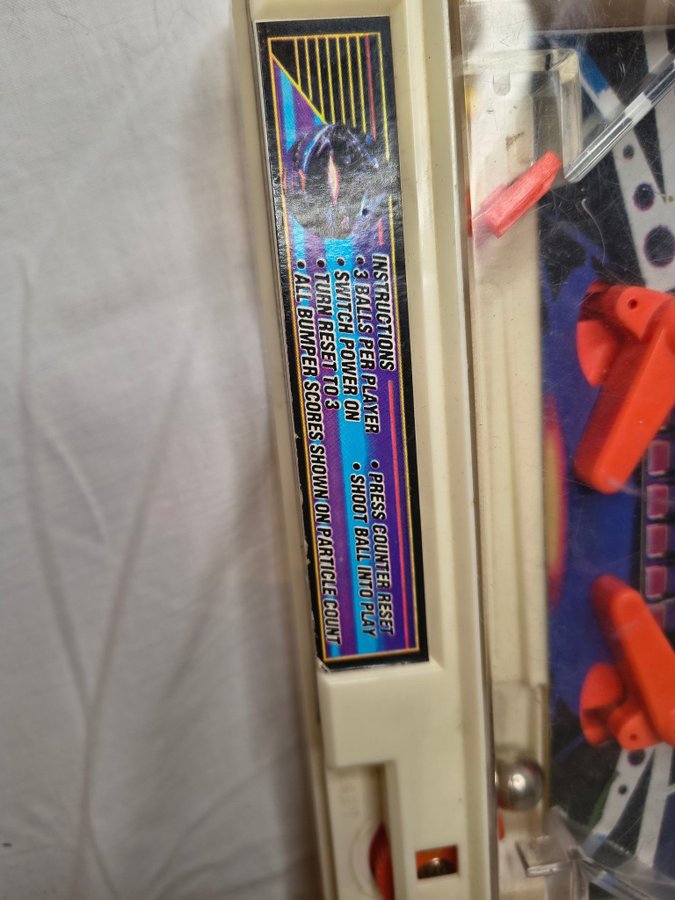 INSTRUCTIONS
• 3 BALLS PER PLAYER
• SWITCH POWER ON
• TURN RESET TO 3
• PRESS COUNTER RESET
• SHOOT BALL INTO PLAY
• ALL BUMPER SCORES SHOWN ON PARTICLE COUNT